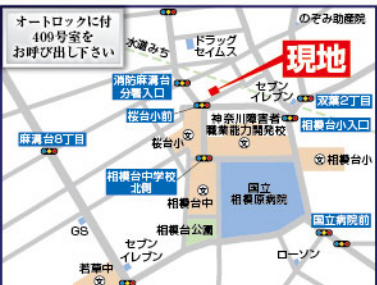 オートロックに付
409号室を
お呼び出し下さい
のぞみ助産院
水道みち
ドラッグ
セイムス
現地
消防麻溝台
分署入口
セブン
イレブン
双葉2丁目
桜台小前
神奈川障害者
職業能力開発校
相模台小入口
麻溝台8丁目
桜台小
文
相模台中学校
北側
文
相模台小
国立
相模原病院
文
相模台中
相模台公園
国立病院前
GS
セブン
イレブン
ローソン
若草中
文